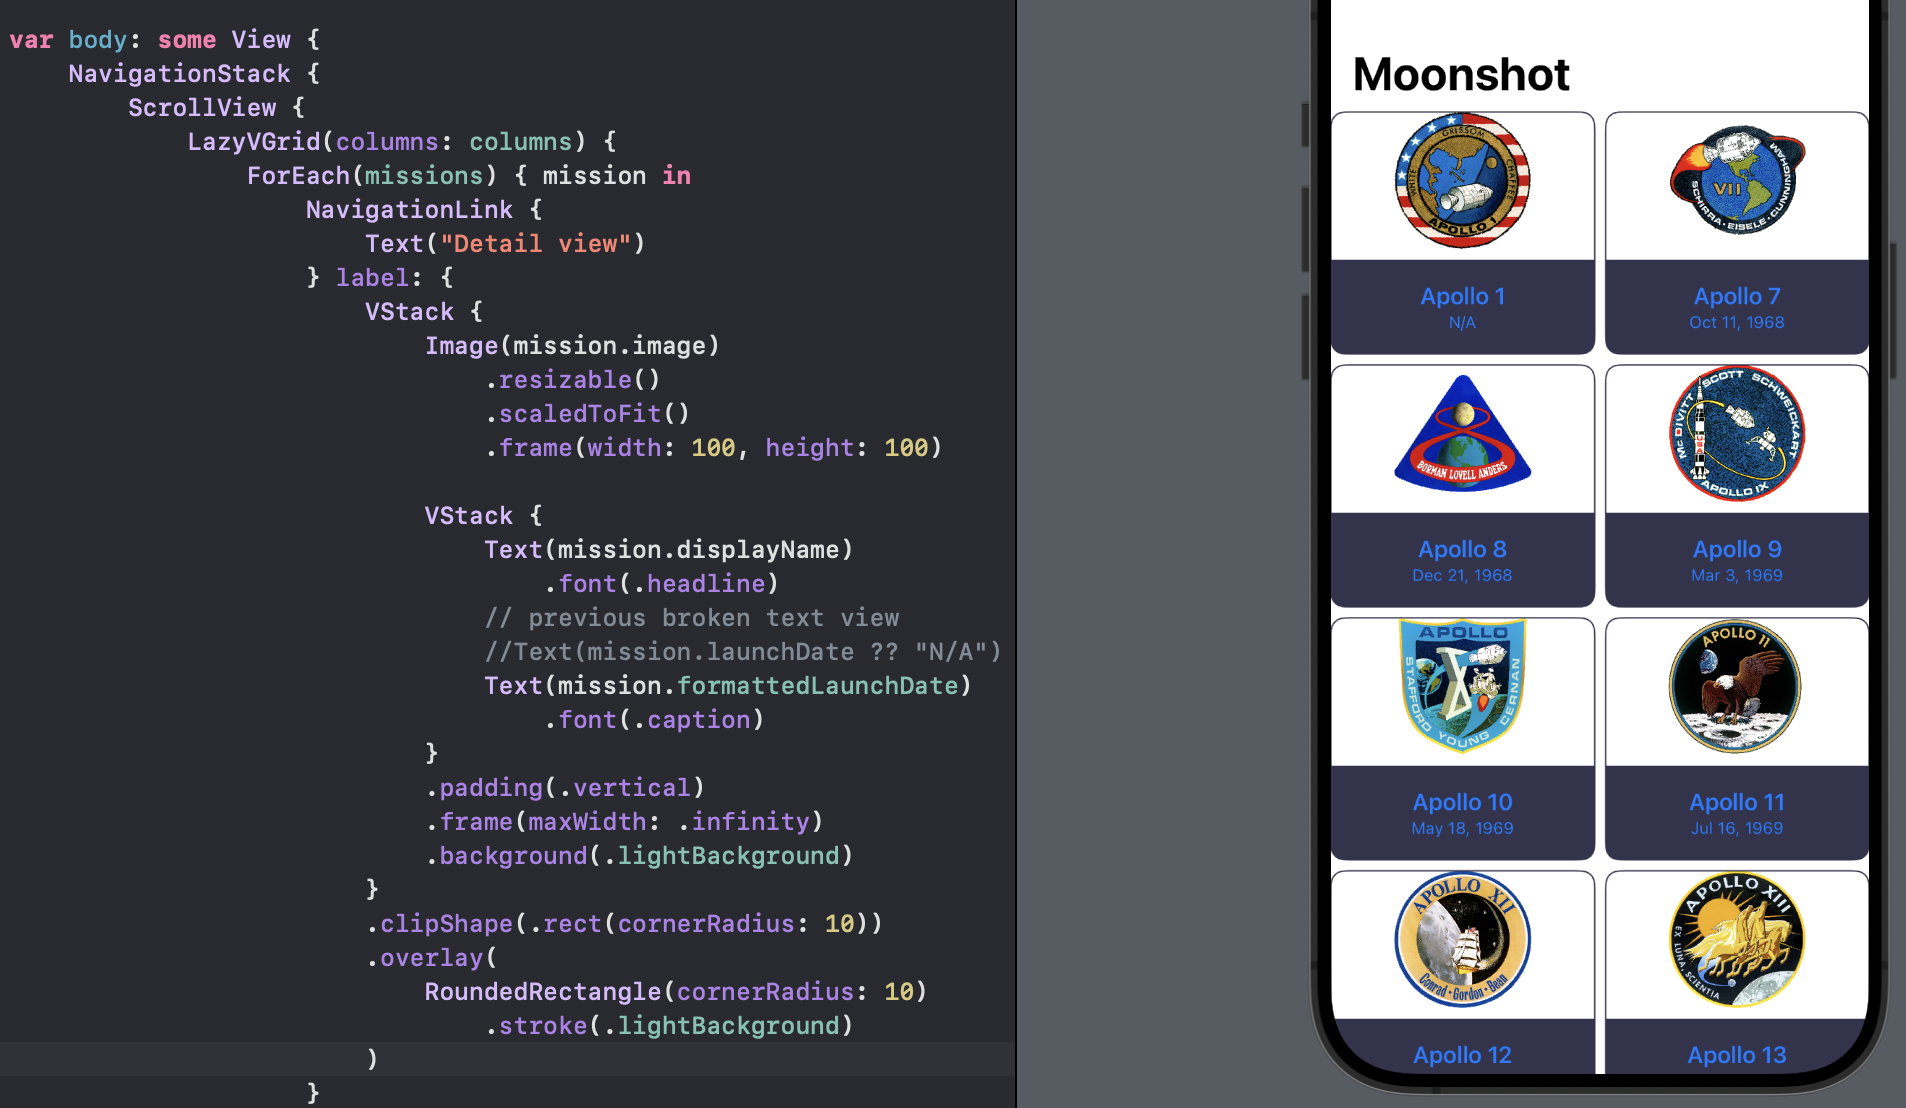 var body: some View {
NavigationStack {
ScrollView {
LazyVGrid(columns: columns) {
ForEach(missions) { mission in
NavigationLink {
Text("Detail view")
} label: {
VStack {
Image(mission.image)
.resizable()
.scaledToFit()
.frame(width: 100, height: 100)
VStack {
Text(mission.displayName)
.font(.headline)
// previous broken text view
//Text(mission.launchDate ?? "N/A")
Text(mission.formattedLaunchDate)
.font(.caption)
}
.padding(.vertical)
.frame(maxWidth: .infinity)
.background(.lightBackground)
}
.clipShape(.rect(cornerRadius: 10))
.overlay(
RoundedRectangle(cornerRadius: 10)
.stroke(.lightBackground)
)
}
Moonshot
WHITE GRISSOM CHAFFEE
APOLLO 1
Apollo 1
N/A
VII
SCHIRRA • EISELE • CUNNINGHAM
Apollo 7
Oct 11, 1968
BORMAN LOVELL ANDERS
Apollo 8
Dec 21, 1968
McDIVITT SCOTT SCHWEICKART
USA
APOLLO IX
Apollo 9
Mar 3, 1969
APOLLO
X
STAFFORD YOUNG CERNAN
Apollo 10
May 18, 1969
APOLLO 11
Apollo 11
Jul 16, 1969
APOLLO XII
Conrad • Gordon • Bean
Apollo 12
APOLLO XIII
EX LUNA, SCIENTIA
Apollo 13